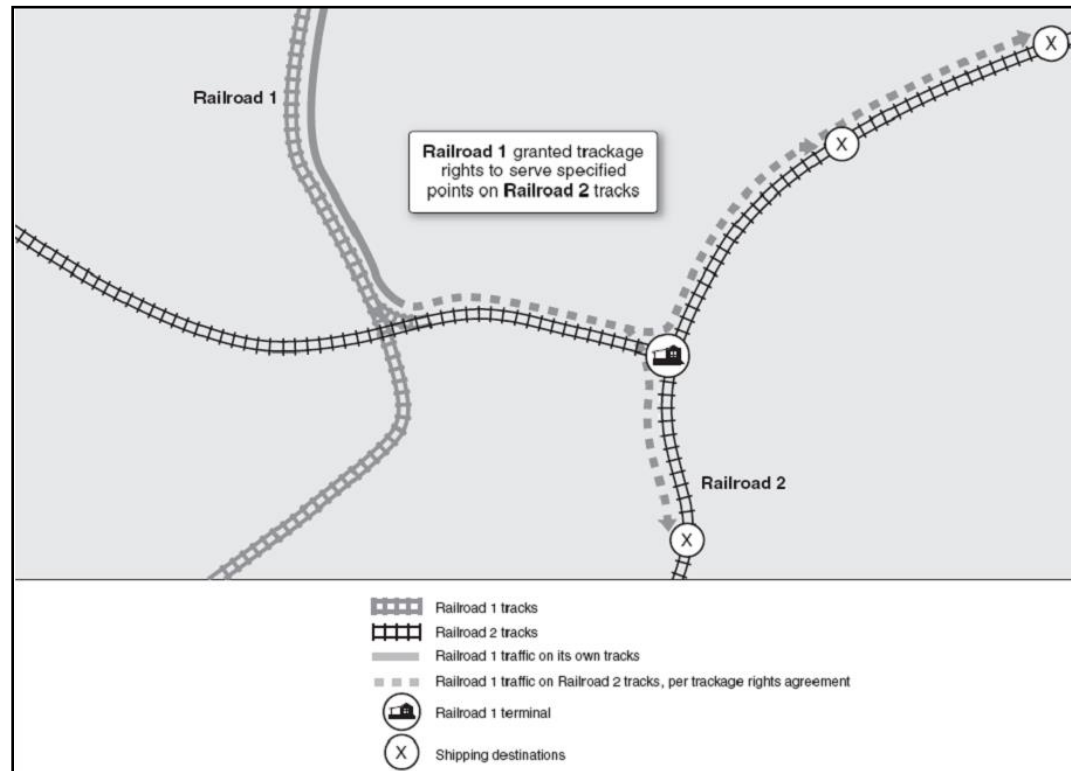 Railroad 1
Railroad 1 granted trackage
rights to serve specified
points on Railroad 2 tracks
X
X
Railroad 2
X
Railroad 1 tracks
Railroad 2 tracks
Railroad 1 traffic on its own tracks
Railroad 1 traffic on Railroad 2 tracks, per trackage rights agreement
Railroad 1 terminal
X
Shipping destinations